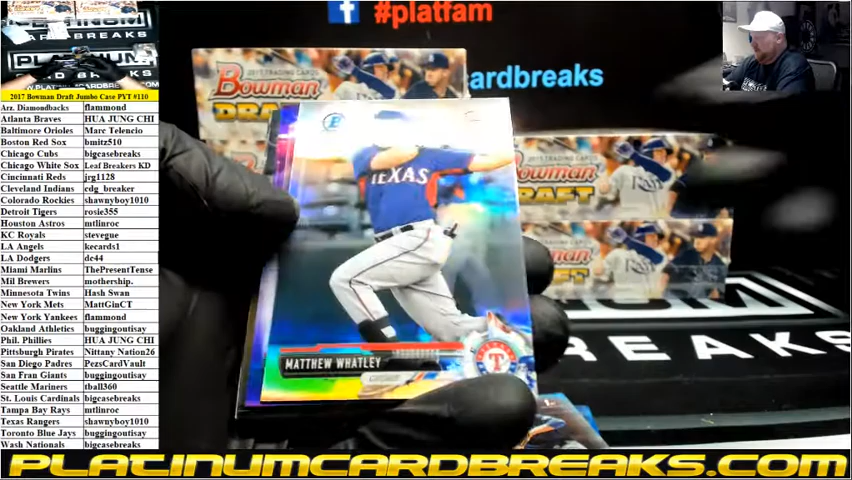 #platfam
cardbreaks
2017 TRADING CARDS
Bowman
DRAFT
Bowman
DRAFT
TEXAS
MATTHEW WHATLEY
CATCHER
T
BREAKS
2017 Bowman Draft Jumbo Case PYT #110
Arz. Diamondbacks flammond
Atlanta Braves HUA JUNG CHI
Baltimore Orioles Marc Telencio
Boston Red Sox bmitz510
Chicago Cubs bigcasebreaks
Chicago White Sox Leaf Breakers KD
Cincinnati Reds jrg1128
Cleveland Indians cdg_breaker
Colorado Rockies shawnyboy1010
Detroit Tigers rosie355
Houston Astros mtlinroc
KC Royals stevegue
LA Angels kecards1
LA Dodgers dc44
Miami Marlins ThePresentTense
Mil Brewers mothership.
Minnesota Twins Hash Swan
New York Mets MattGinCT
New York Yankees flammond
Oakland Athletics buggingoutisay
Phil. Phillies HUA JUNG CHI
Pittsburgh Pirates Nittany Nation26
San Diego Padres PezsCardVault
San Fran Giants buggingoutisay
Seattle Mariners tball360
St. Louis Cardinals bigcasebreaks
Tampa Bay Rays mtlinroc
Texas Rangers shawnyboy1010
Toronto Blue Jays buggingoutisay
Wash Nationals bigcasebreaks
PLATINUMCARDBREAKS.COM